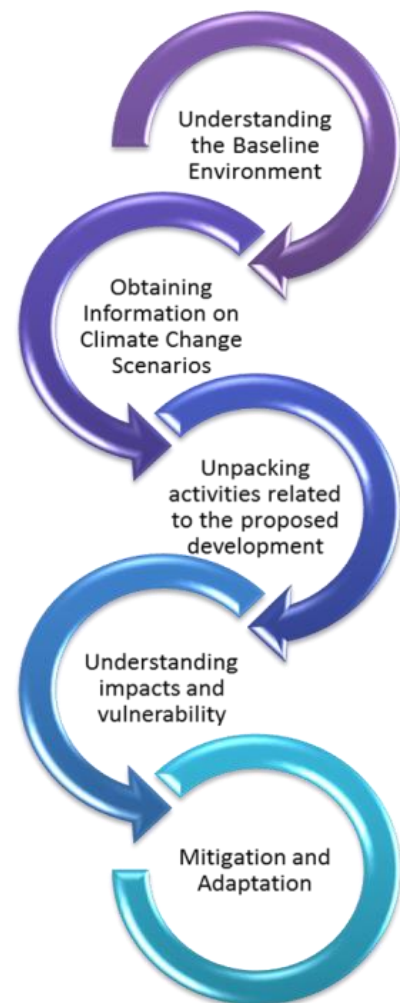 Understanding
the Baseline
Environment
Obtaining
Information on
Climate Change
Scenarios
Unpacking
activities related
to the proposed
development
Understanding
impacts and
vulnerability
Mitigation and
Adaptation